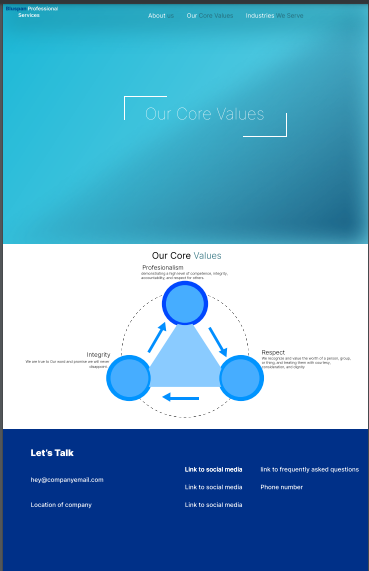 Bluspan Professional
Services
About us Our Core Values Industries We Serve
Our Core Values
Our Core Values
Profesionalism
demonstrating a high level of competence, integrity,
accountability, and respect for others.
Integrity
We are true to Our word and promise we will never
disappoint.
Respect
We recognize and value the worth of a person, group,
or thing, and treating them with courtesy,
consideration, and dignity
Let's Talk
hey@companyemail.com
Location of company
Link to social media
Link to social media
Link to social media
link to frequently asked questions
Phone number